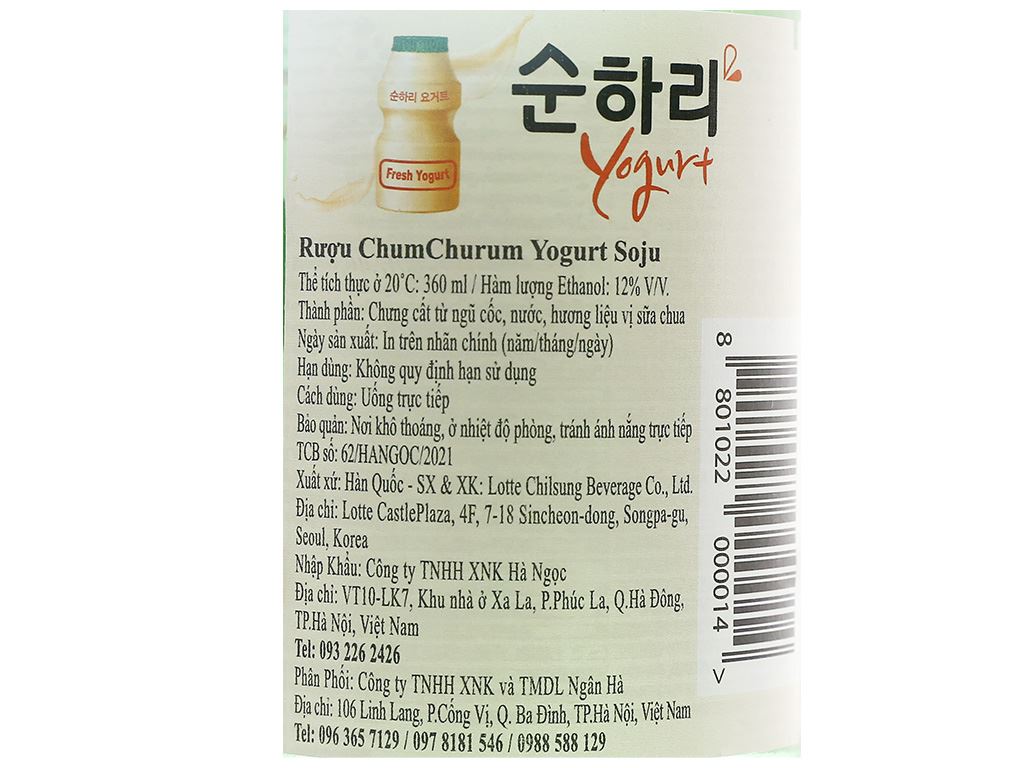 순하리 요거트
Fresh Yogurt
순하리
Yogurt
Rượu ChumChurum Yogurt Soju
Thể tích thực ở 20°C: 360 ml / Hàm lượng Ethanol: 12% V/V.
Thành phần: Chưng cất từ ngũ cốc, nước, hương liệu vị sữa chua
Ngày sản xuất: In trên nhãn chính (năm/tháng/ngày)
Hạn dùng: Không quy định hạn sử dụng
Cách dùng: Uống trực tiếp
Bảo quản: Nơi khô thoáng, ở nhiệt độ phòng, tránh ánh nắng trực tiếp
TCB số: 62/HANGOC/2021
Xuất xứ: Hàn Quốc - SX & XK: Lotte Chilsung Beverage Co., Ltd.
Địa chỉ: Lotte CastlePlaza, 4F, 7-18 Sincheon-dong, Songpa-gu,
Seoul, Korea
Nhập Khẩu: Công ty TNHH XNK Hà Ngọc
Địa chỉ: VT10-LK7, Khu nhà ở Xa La, P.Phúc La, Q.Hà Đông,
TP.Hà Nội, Việt Nam
Tel: 093 226 2426
Phân Phối: Công ty TNHH XNK và TMDL Ngân Hà
Địa chỉ: 106 Linh Lang, P.Cống Vị, Q. Ba Đình, TP.Hà Nội, Việt Nam
Tel: 096 365 7129 / 097 8181 546 / 0988 588 129
8 801022 000014 >